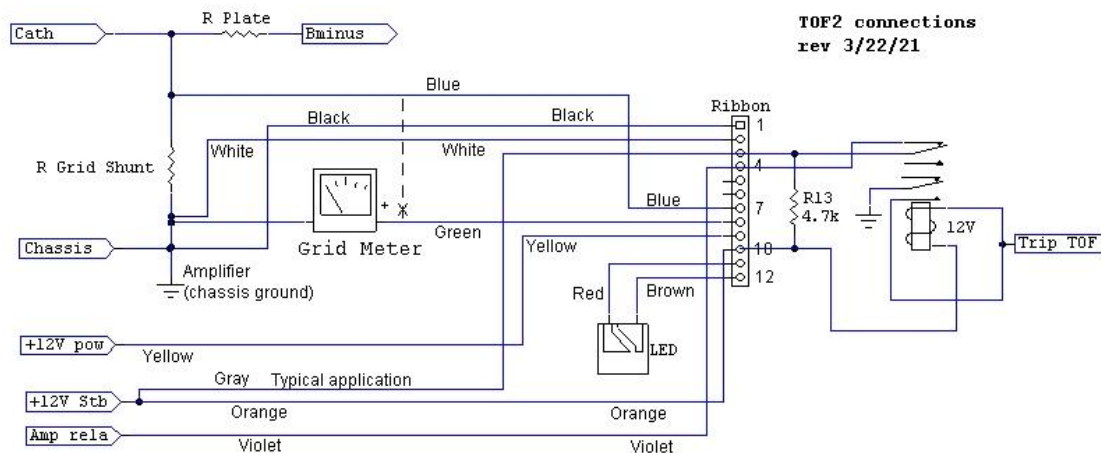 R Plate
TOF2 connections
rev 3/22/21
Cath
Bminus
Blue
Ribbon
Black
Black
1
White
White
4
R Grid Shunt
R13
4.7k
+
Blue
7
12V
Green
Grid Meter
Yellow
Chassis
10
Trip TOF
Amplifier
(chassis ground)
12
Red
Brown
+12V pow
LED
Yellow
Gray
Typical application
+12V Stb
Orange
Orange
Amp rela
Violet
Violet